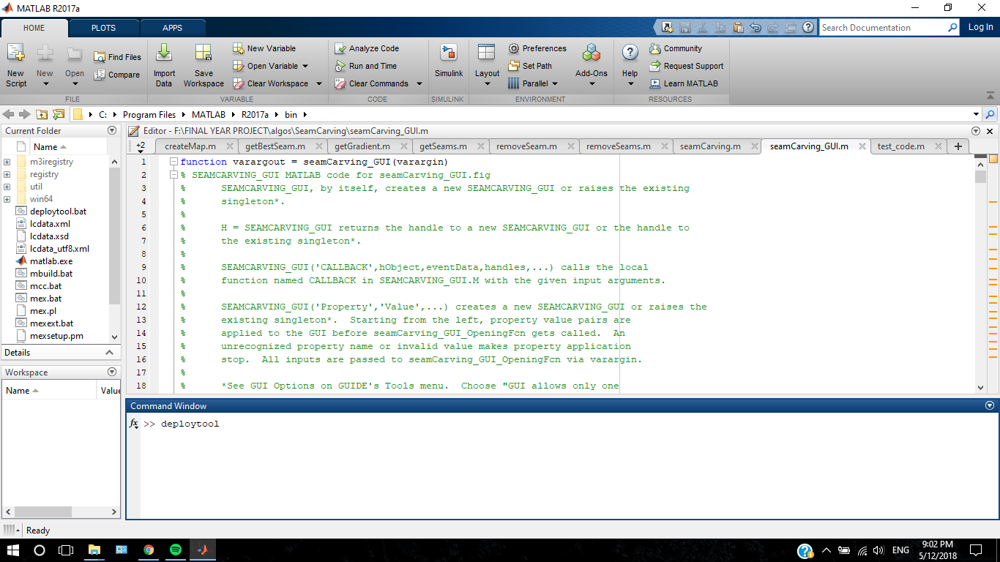 MATLAB R2017a
HOME PLOTS APPS
Search Documentation
Log In
New Script
New
Open
Find Files
Compare
FILE
Import Data
Save Workspace
New Variable
Open Variable
Clear Workspace
VARIABLE
Analyze Code
Run and Time
Clear Commands
CODE
Simulink
SIMULINK
Layout
Preferences
Set Path
Parallel
Add-Ons
ENVIRONMENT
Help
Community
Request Support
Learn MATLAB
RESOURCES
C: Program Files MATLAB R2017a bin
Current Folder
Name
m3iregistry
registry
util
win64
deploytool.bat
lcdata.xml
lcdata.xsd
lcdata_utf8.xml
matlab.exe
mbuild.bat
mcc.bat
mex.bat
mex.pl
mexext.bat
mexsetup.pm
Details
Workspace
Name Value
Editor - F:\FINAL YEAR PROJECT\algos\SeamCarving\seamCarving_GUI.m
+2 createMap.m getBestSeam.m getGradient.m getSeams.m removeSeam.m removeSeams.m seamCarving.m seamCarving_GUI.m test_code.m
1 function varargout = seamCarving_GUI(varargin)
2 % SEAMCARVING_GUI MATLAB code for seamCarving_GUI.fig
3 % SEAMCARVING_GUI, by itself, creates a new SEAMCARVING_GUI or raises the existing
4 % singleton*.
5 %
6 % H = SEAMCARVING_GUI returns the handle to a new SEAMCARVING_GUI or the handle to
7 % the existing singleton*.
8 %
9 % SEAMCARVING_GUI('CALLBACK',hObject,eventData,handles,...) calls the local
10 % function named CALLBACK in SEAMCARVING_GUI.M with the given input arguments.
11 %
12 % SEAMCARVING_GUI('Property','Value',...) creates a new SEAMCARVING_GUI or raises the
13 % existing singleton*. Starting from the left, property value pairs are
14 % applied to the GUI before seamCarving_GUI_OpeningFcn gets called. An
15 % unrecognized property name or invalid value makes property application
16 % stop. All inputs are passed to seamCarving_GUI_OpeningFcn via varargin.
17 %
18 % *See GUI Options on GUIDE's Tools menu. Choose "GUI allows only one
Command Window
fx >> deploytool
Ready
ENG
9:02 PM
5/12/2018